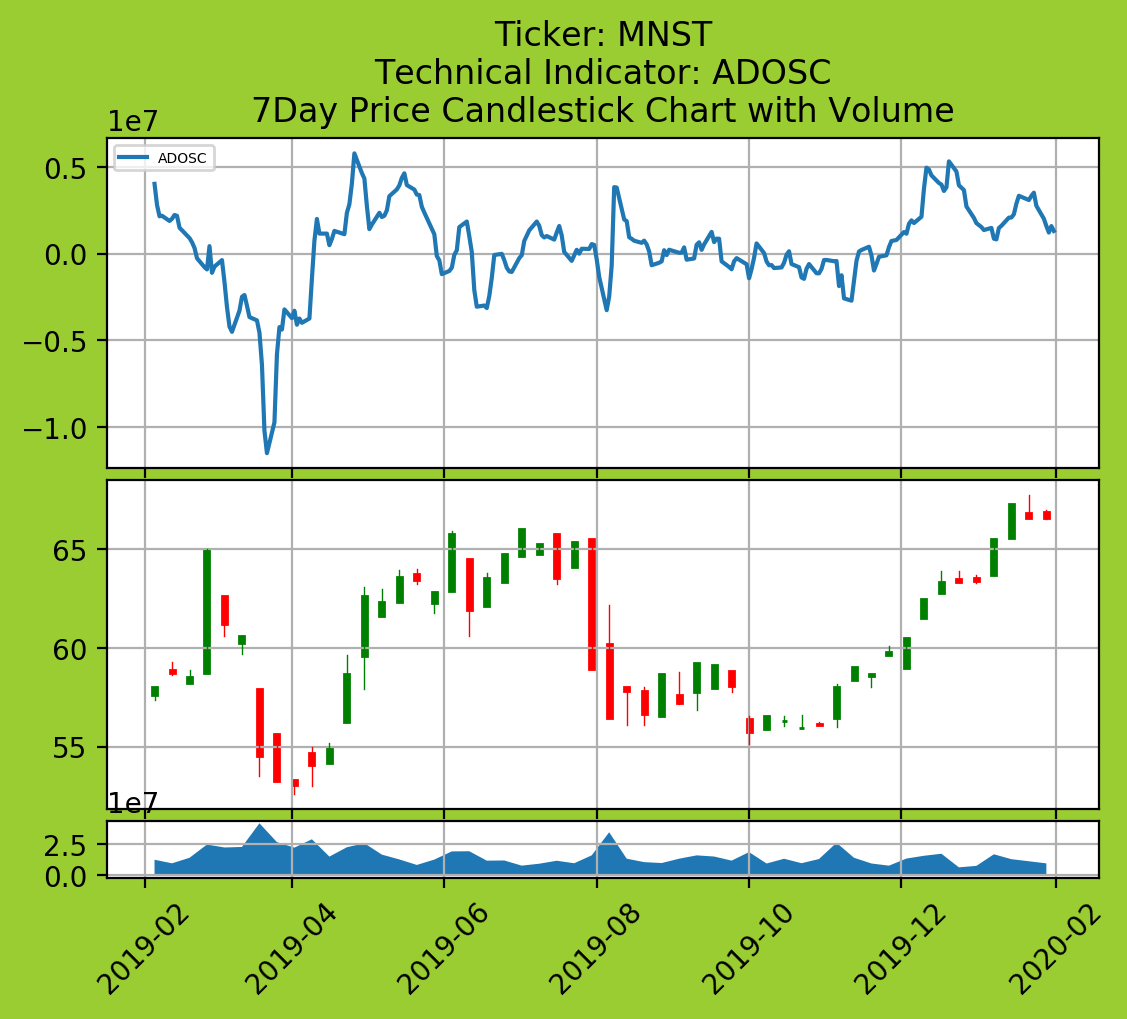 Ticker: MNST
Technical Indicator: ADOSC
7Day Price Candlestick Chart with Volume
1e7
ADOSC
0.5
0.0
−0.5
−1.0
65
60
55
1e7
2.5
0.0
2019-02
2019-04
2019-06
2019-08
2019-10
2019-12
2020-02